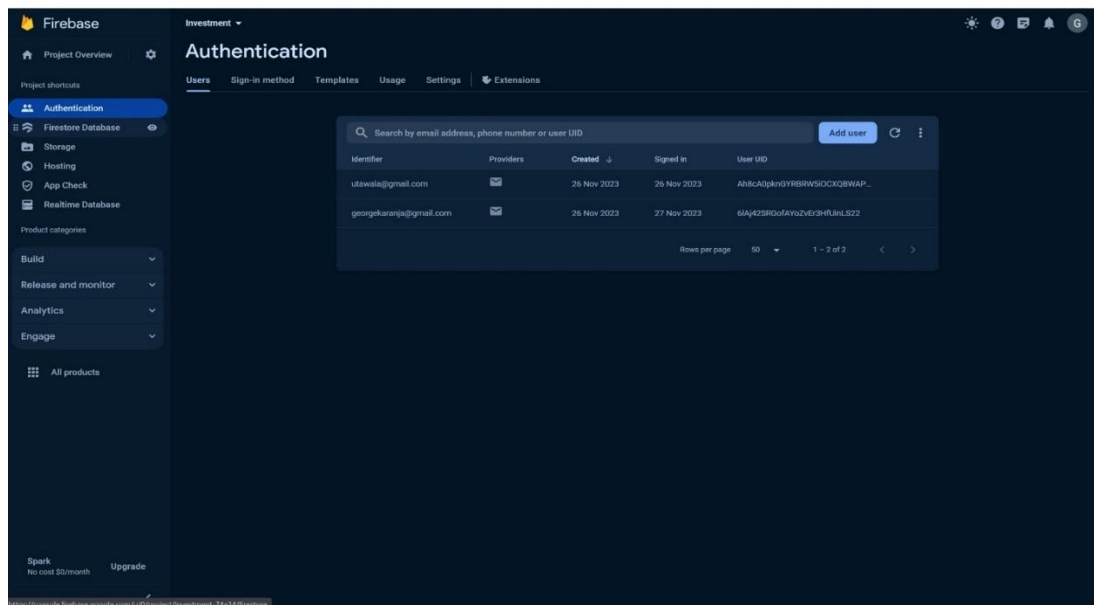 Firebase
Investment
G
Project Overview
Authentication
Users Sign-in method Templates Usage Settings Extensions
Project shortcuts
Authentication
Firestore Database
Storage
Hosting
App Check
Realtime Database
Product categories
Build
Release and monitor
Analytics
Engage
All products
Search by email address, phone number or user UID
Add user
Identifier Providers Created Signed in User UID
utawala@gmail.com 26 Nov 2023 26 Nov 2023
georgekaranja@gmail.com 26 Nov 2023 27 Nov 2023
Rows per page 50 1 – 2 of 2
Spark
No cost $0/month
Upgrade